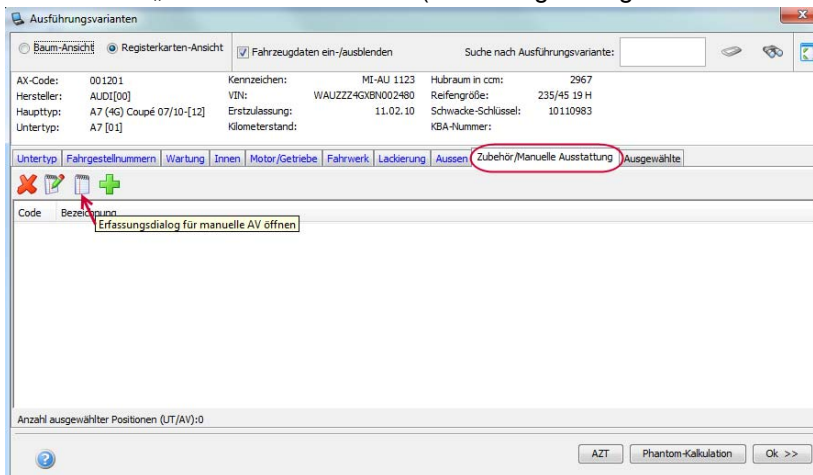 Ausführungsvarianten
Baum-Ansicht Registerkarten-Ansicht Fahrzeugdaten ein-/ausblenden Suche nach Ausführungsvariante:
AX-Code: 001201 Kennzeichen: MI-AU 1123 Hubraum in ccm: 2967
Hersteller: AUDI[00] VIN: WAUZZZ4GXBN002480 Reifengröße: 235/45 19 H
Haupttyp: A7 (4G) Coupé 07/10-[12] Erstzulassung: 11.02.10 Schwacke-Schlüssel: 10110983
Untertyp: A7 [01] Kilometerstand: KBA-Nummer:
Untertyp Fahrgestellnummern Wartung Innen Motor/Getriebe Fahrwerk Lackierung Aussen Zubehör/Manuelle Ausstattung Ausgewählte
Code Bezeichnung
Erfassungsdialog für manuelle AV öffnen
Anzahl ausgewählter Positionen (UT/AV):0
AZT Phantom-Kalkulation Ok >>